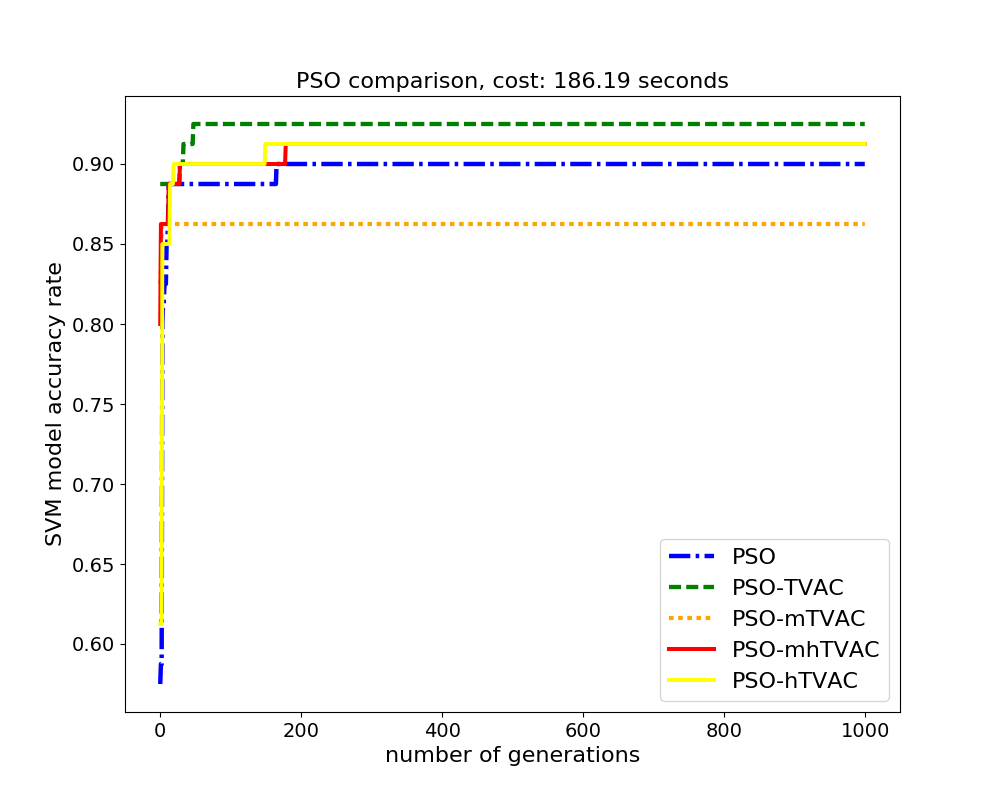 PSO comparison, cost: 186.19 seconds
SVM model accuracy rate
0.90
0.85
0.80
0.75
0.70
0.65
0.60
PSO
PSO-TVAC
PSO-mTVAC
PSO-mhTVAC
PSO-hTVAC
0 200 400 600 800 1000
number of generations